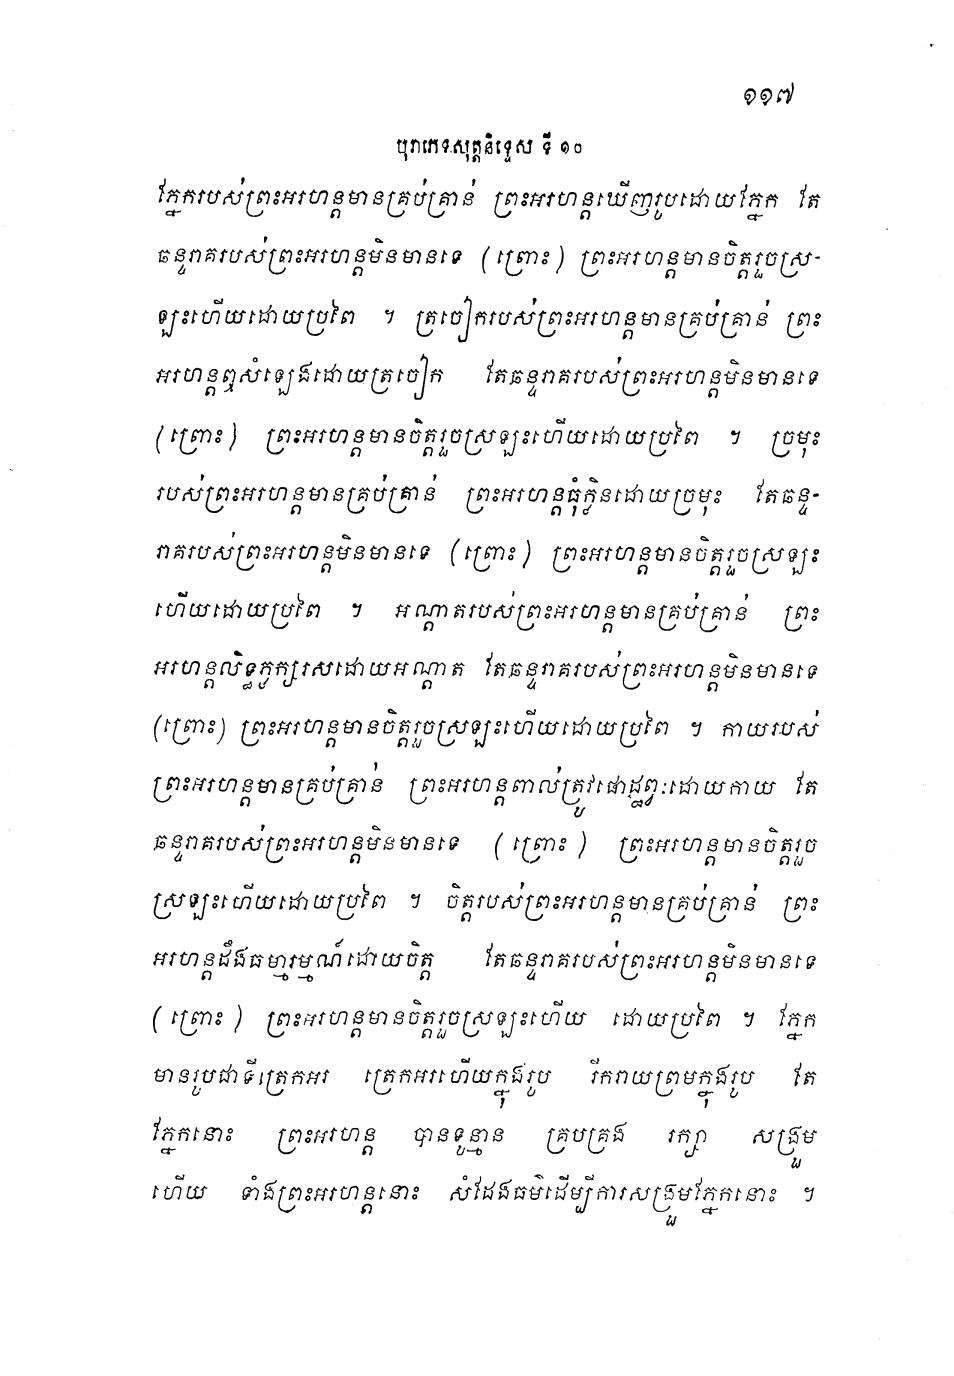 ១១៧
បុរាភេទសុត្តនិទ្ទេស ទី ១០
ភ្នែករបស់ព្រះអរហន្តមានគ្រប់គ្រាន់ ព្រះអរហន្តឃើញរូបដោយភ្នែក តែ
ឆន្ទរាគរបស់ព្រះអរហន្តមិនមានទេ (ព្រោះ) ព្រះអរហន្តមានចិត្តរួចស្រ-
ឡះហើយដោយប្រពៃ ។ ត្រចៀករបស់ព្រះអរហន្តមានគ្រប់គ្រាន់ ព្រះ
អរហន្តឮសំឡេងដោយត្រចៀក តែឆន្ទរាគរបស់ព្រះអរហន្តមិនមានទេ
(ព្រោះ) ព្រះអរហន្តមានចិត្តរួចស្រឡះហើយដោយប្រពៃ ។ ច្រមុះ
របស់ព្រះអរហន្តមានគ្រប់គ្រាន់ ព្រះអរហន្តធុំក្លិនដោយច្រមុះ តែឆន្ទ-
រាគរបស់ព្រះអរហន្តមិនមានទេ (ព្រោះ) ព្រះអរហន្តមានចិត្តរួចស្រឡះ
ហើយដោយប្រពៃ ។ អណ្តាតរបស់ព្រះអរហន្តមានគ្រប់គ្រាន់ ព្រះ
អរហន្តលិទ្ធភ្លក្សរសដោយអណ្តាត តែឆន្ទរាគរបស់ព្រះអរហន្តមិនមានទេ
(ព្រោះ) ព្រះអរហន្តមានចិត្តរួចស្រឡះហើយដោយប្រពៃ ។ កាយរបស់
ព្រះអរហន្តមានគ្រប់គ្រាន់ ព្រះអរហន្តពាល់ត្រូវផោដ្ឋព្វៈដោយកាយ តែ
ឆន្ទរាគរបស់ព្រះអរហន្តមិនមានទេ (ព្រោះ) ព្រះអរហន្តមានចិត្តរួច
ស្រឡះហើយដោយប្រពៃ ។ ចិត្តរបស់ព្រះអរហន្តមានគ្រប់គ្រាន់ ព្រះ
អរហន្តដឹងធម្មារម្មណ៍ដោយចិត្ត តែឆន្ទរាគរបស់ព្រះអរហន្តមិនមានទេ
(ព្រោះ) ព្រះអរហន្តមានចិត្តរួចស្រឡះហើយ ដោយប្រពៃ ។ ភ្នែក
មានរូបជាទីត្រេកអរ ត្រេកអរហើយក្នុងរូប រីករាយព្រមក្នុងរូប តែ
ភ្នែកនោះ ព្រះអរហន្ត បានទូន្មាន គ្របគ្រង រក្សា សង្រួម
ហើយ ទាំងព្រះអរហន្តនោះ សំដែងធម៌ដើម្បីការសង្រួមភ្នែកនោះ ។